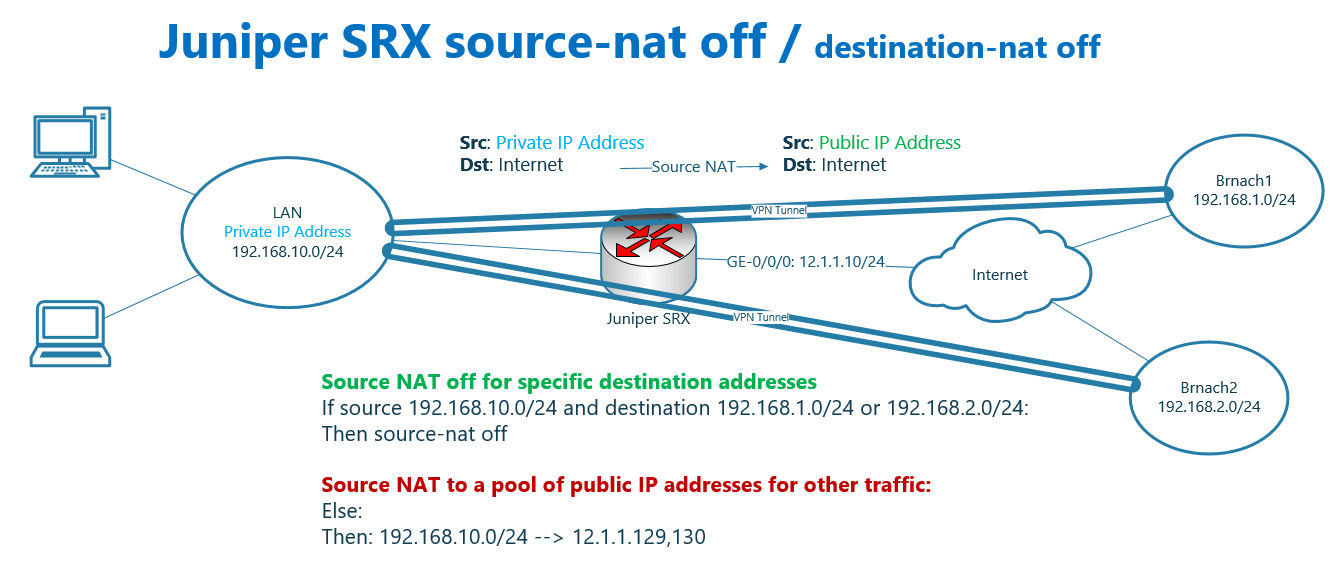 Juniper SRX source-nat off / destination-nat off
Src: Private IP Address
Dst: Internet
Source NAT
Src: Public IP Address
Dst: Internet
Brnach1
192.168.1.0/24
VPN Tunnel
LAN
Private IP Address
192.168.10.0/24
GE-0/0/0: 12.1.1.10/24
Internet
Juniper SRX
VPN Tunnel
Brnach2
192.168.2.0/24
Source NAT off for specific destination addresses
If source 192.168.10.0/24 and destination 192.168.1.0/24 or 192.168.2.0/24:
Then source-nat off
Source NAT to a pool of public IP addresses for other traffic:
Else:
Then: 192.168.10.0/24 --> 12.1.1.129,130